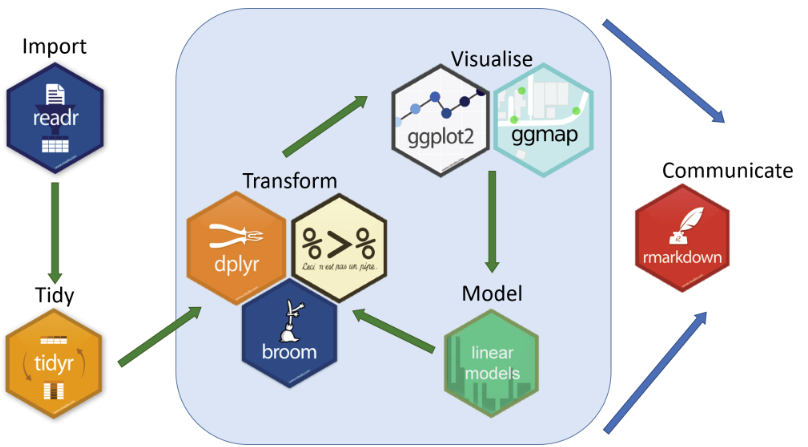 Import
readr
Tidy
tidyr
Transform
dplyr
%>%
Ceci n'est pas un pipe.
broom
Visualise
ggplot2
ggmap
Model
linear
models
Communicate
rmarkdown